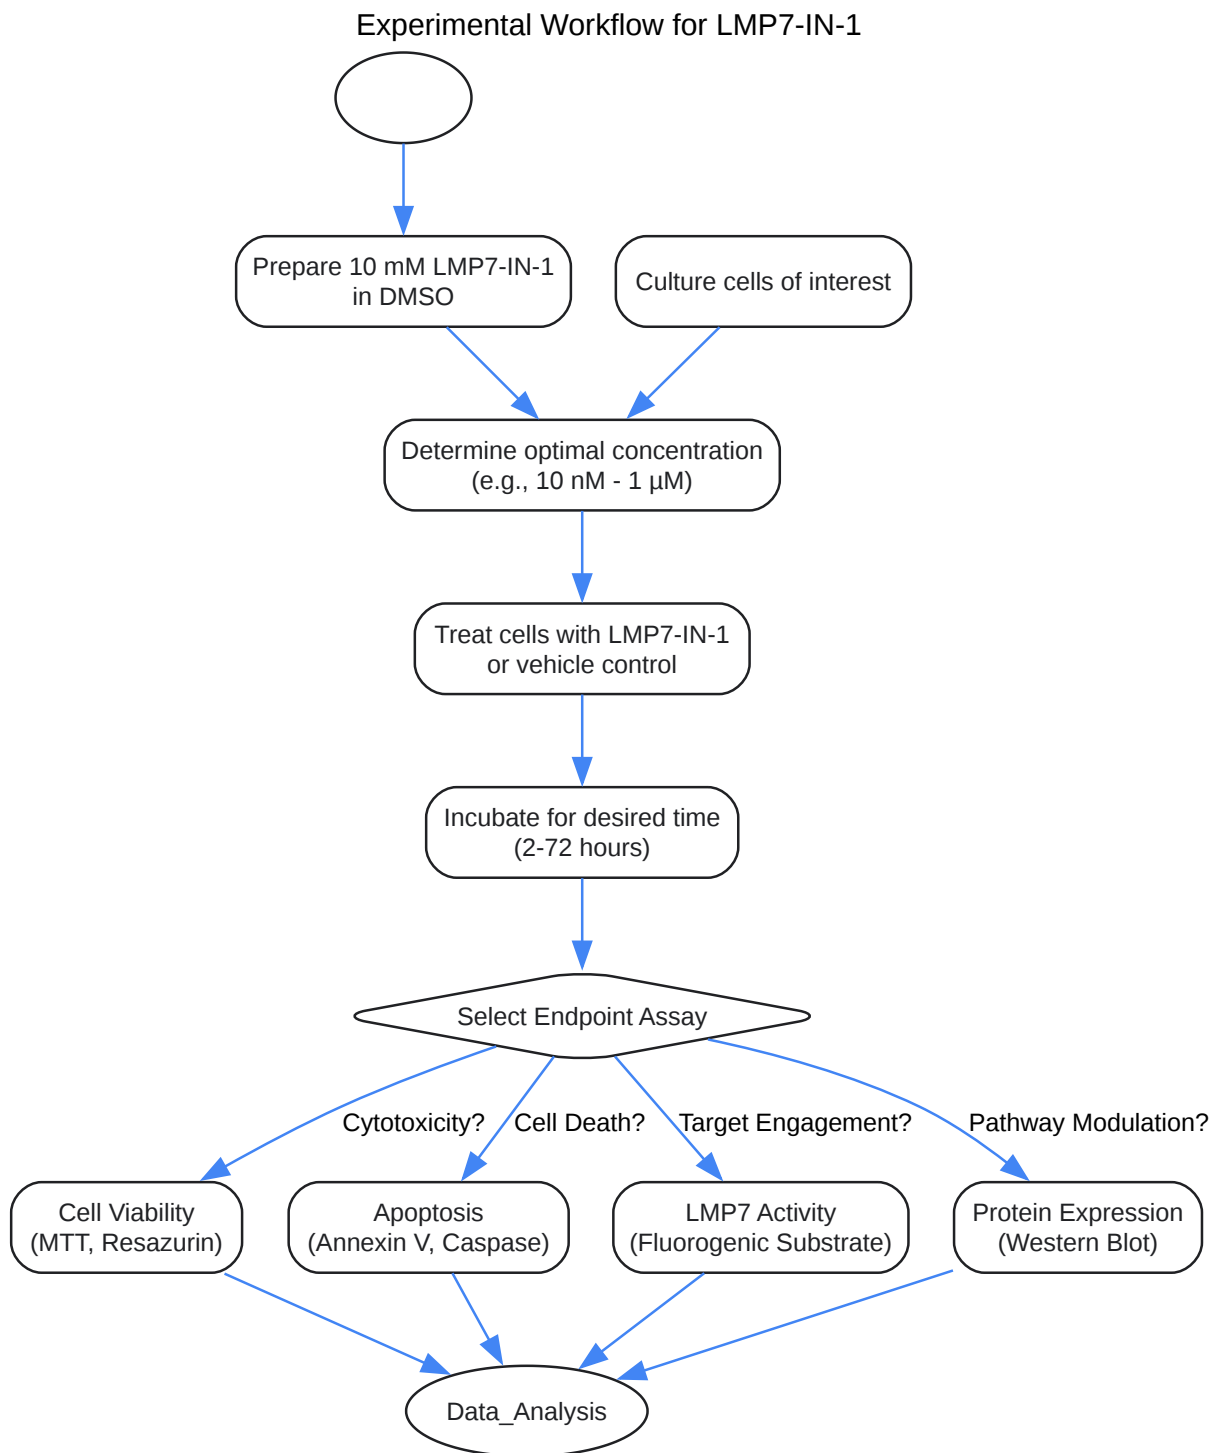 Experimental Workflow for LMP7-IN-1
Prepare 10 mM LMP7-IN-1
in DMSO
Culture cells of interest
Determine optimal concentration
(e.g., 10 nM - 1 µM)
Treat cells with LMP7-IN-1
or vehicle control
Incubate for desired time
(2-72 hours)
Select Endpoint Assay
Cytotoxicity?
Cell Death?
Target Engagement?
Pathway Modulation?
Cell Viability
(MTT, Resazurin)
Apoptosis
(Annexin V, Caspase)
LMP7 Activity
(Fluorogenic Substrate)
Protein Expression
(Western Blot)
Data_Analysis